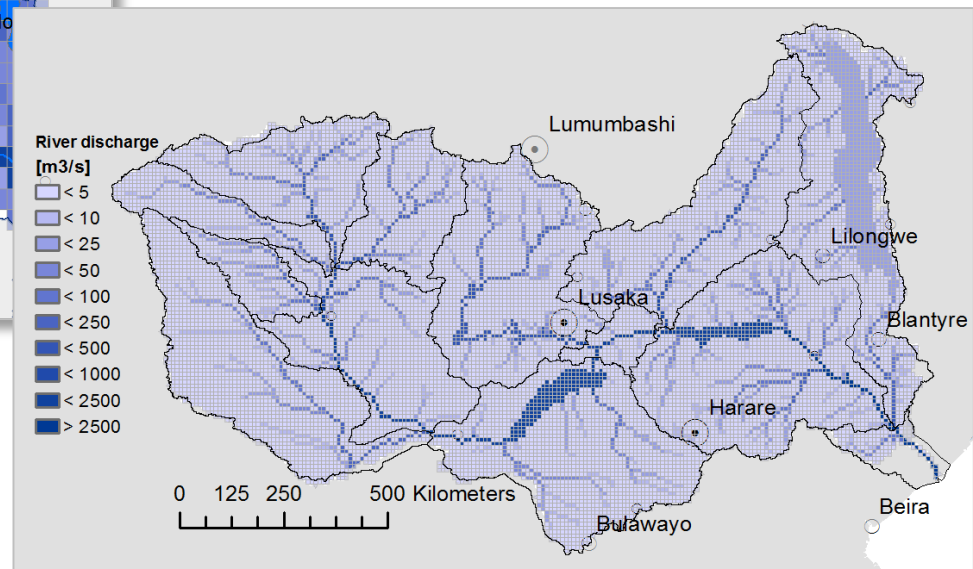 lo
Lumumbashi
River discharge
[m3/s]
< 5
< 10
< 25
< 50
< 100
< 250
< 500
< 1000
< 2500
> 2500
Lilongwe
Lusaka
Blantyre
Harare
0 125 250 500 Kilometers
Beira
Bulawayo